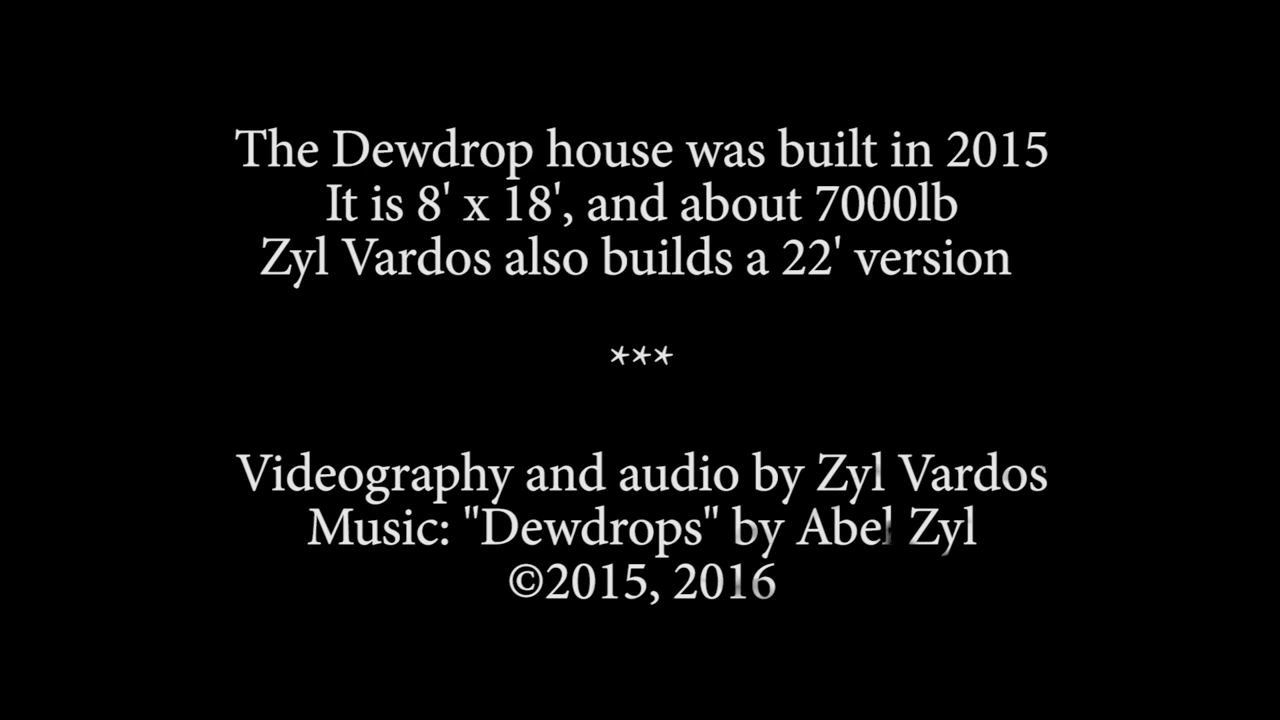 The Dewdrop house was built in 2015
It is 8' x 18', and about 7000lb
Zyl Vardos also builds a 22' version
***
Videography and audio by Zyl Vardos
Music: "Dewdrops" by Abel Zyl
©2015, 2016